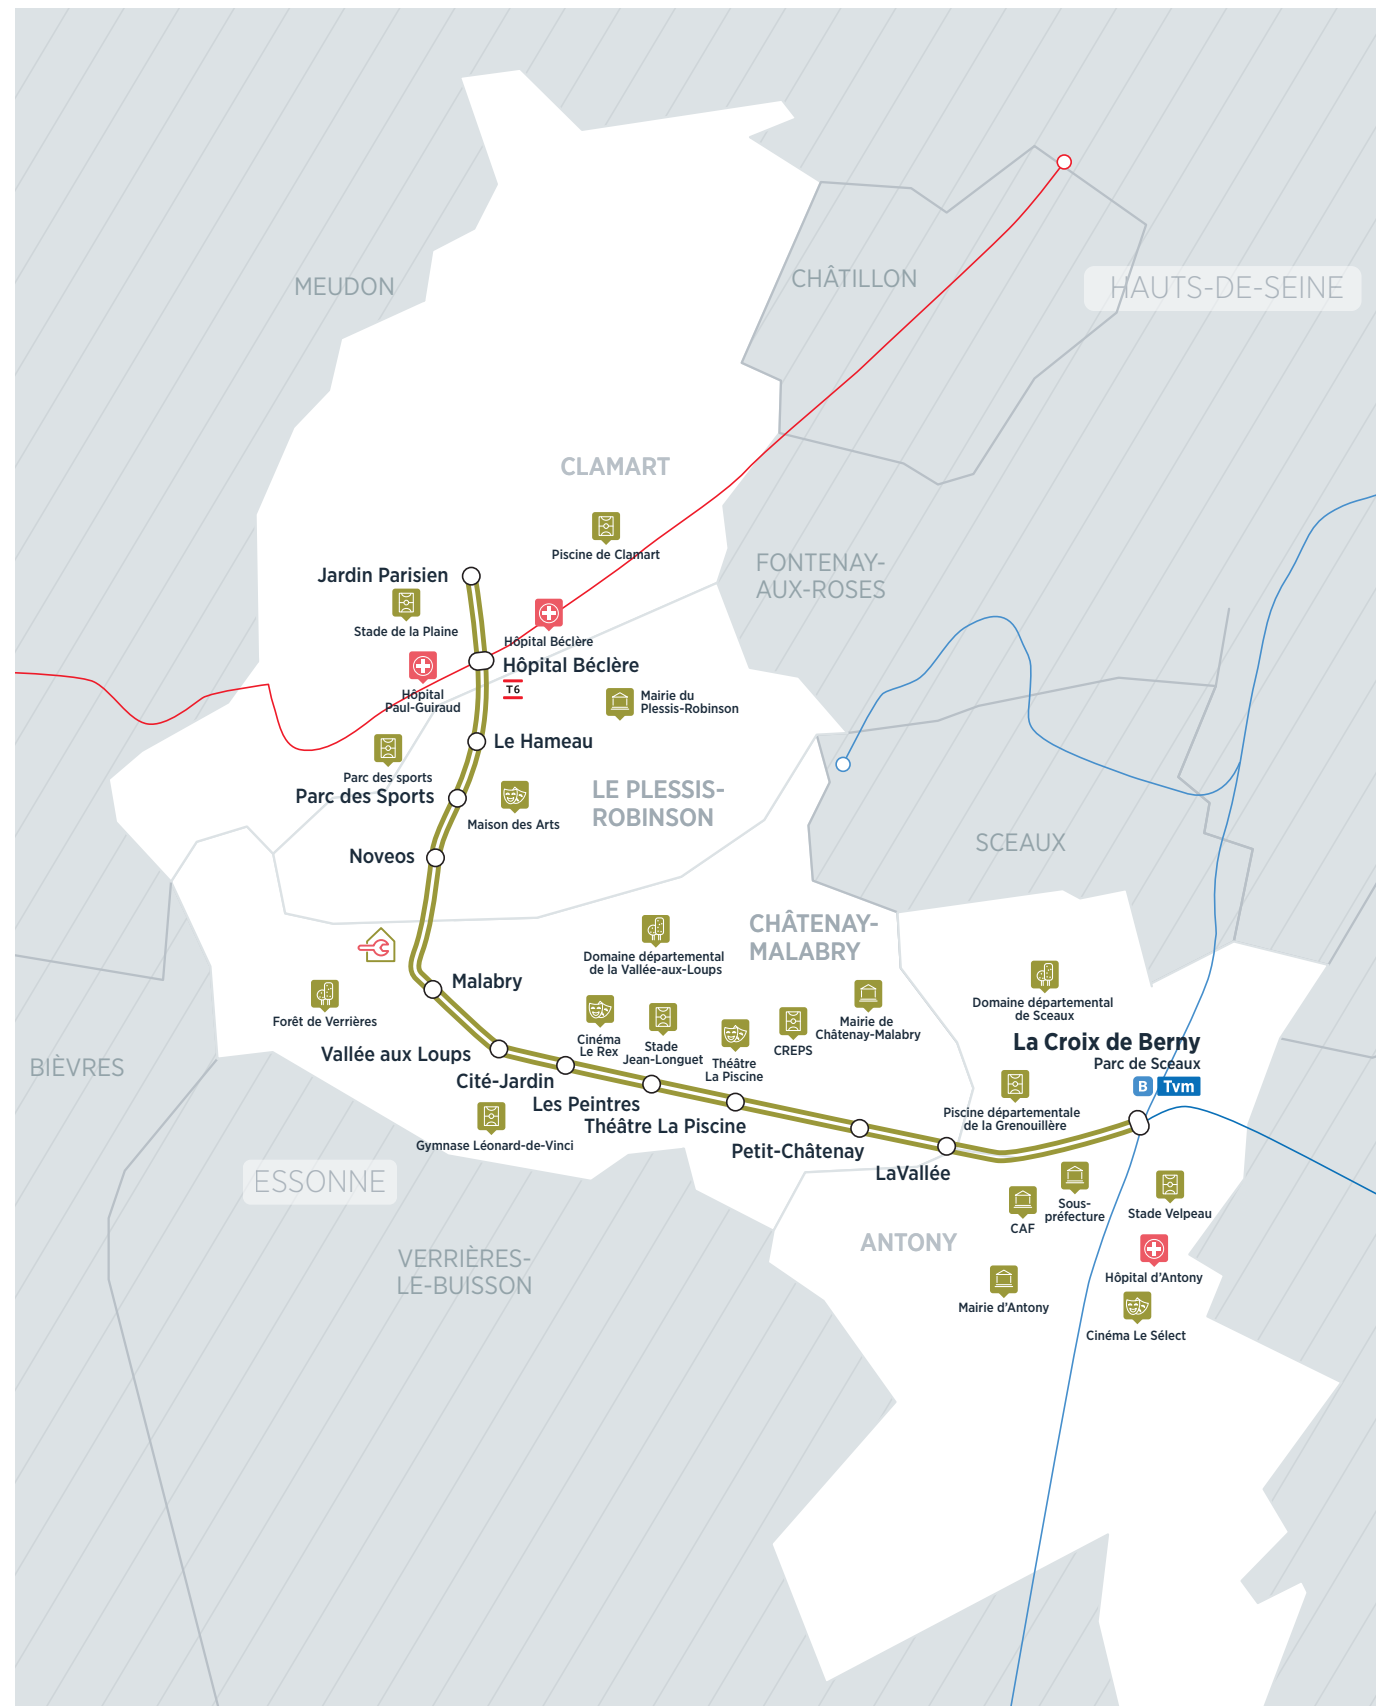 MEUDON
CHÂTILLON
HAUTS-DE-SEINE
CLAMART
Piscine de Clamart
FONTENAY-
AUX-ROSES
Jardin Parisien
Stade de la Plaine
Hôpital Béclère
Hôpital Béclère
T6
Hôpital
Paul-Guiraud
Mairie du
Plessis-Robinson
Le Hameau
Parc des sports
Parc des Sports
LE PLESSIS-
ROBINSON
Maison des Arts
Noveos
SCEAUX
CHÂTENAY-
MALABRY
Domaine départemental
de la Vallée-aux-Loups
Malabry
Forêt de Verrières
Domaine départemental
de Sceaux
Cinéma
Le Rex
Stade
Jean-Longuet
Théâtre
La Piscine
CREPS
Mairie de
Châtenay-Malabry
La Croix de Berny
Parc de Sceaux
B Tvm
Vallée aux Loups
BIÈVRES
Cité-Jardin
Les Peintres
Théâtre La Piscine
Piscine départementale
de la Grenouillère
Gymnase Léonard-de-Vinci
Petit-Châtenay
LaVallée
ESSONNE
Sous-
préfecture
CAF
Stade Velpeau
ANTONY
VERRIÈRES-
LE-BUISSON
Hôpital d'Antony
Mairie d'Antony
Cinéma Le Sélect